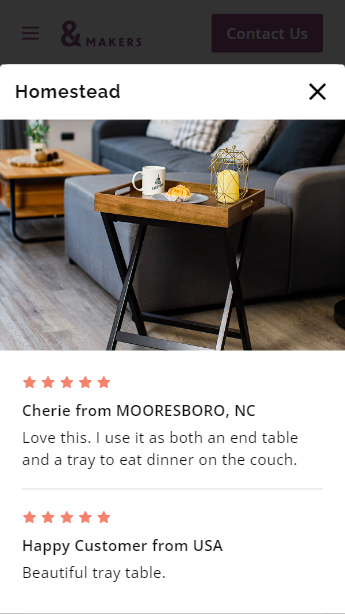 & MAKERS
Contact Us
Homestead
Cherie from MOORESBORO, NC
Love this. I use it as both an end table
and a tray to eat dinner on the couch.
Happy Customer from USA
Beautiful tray table.